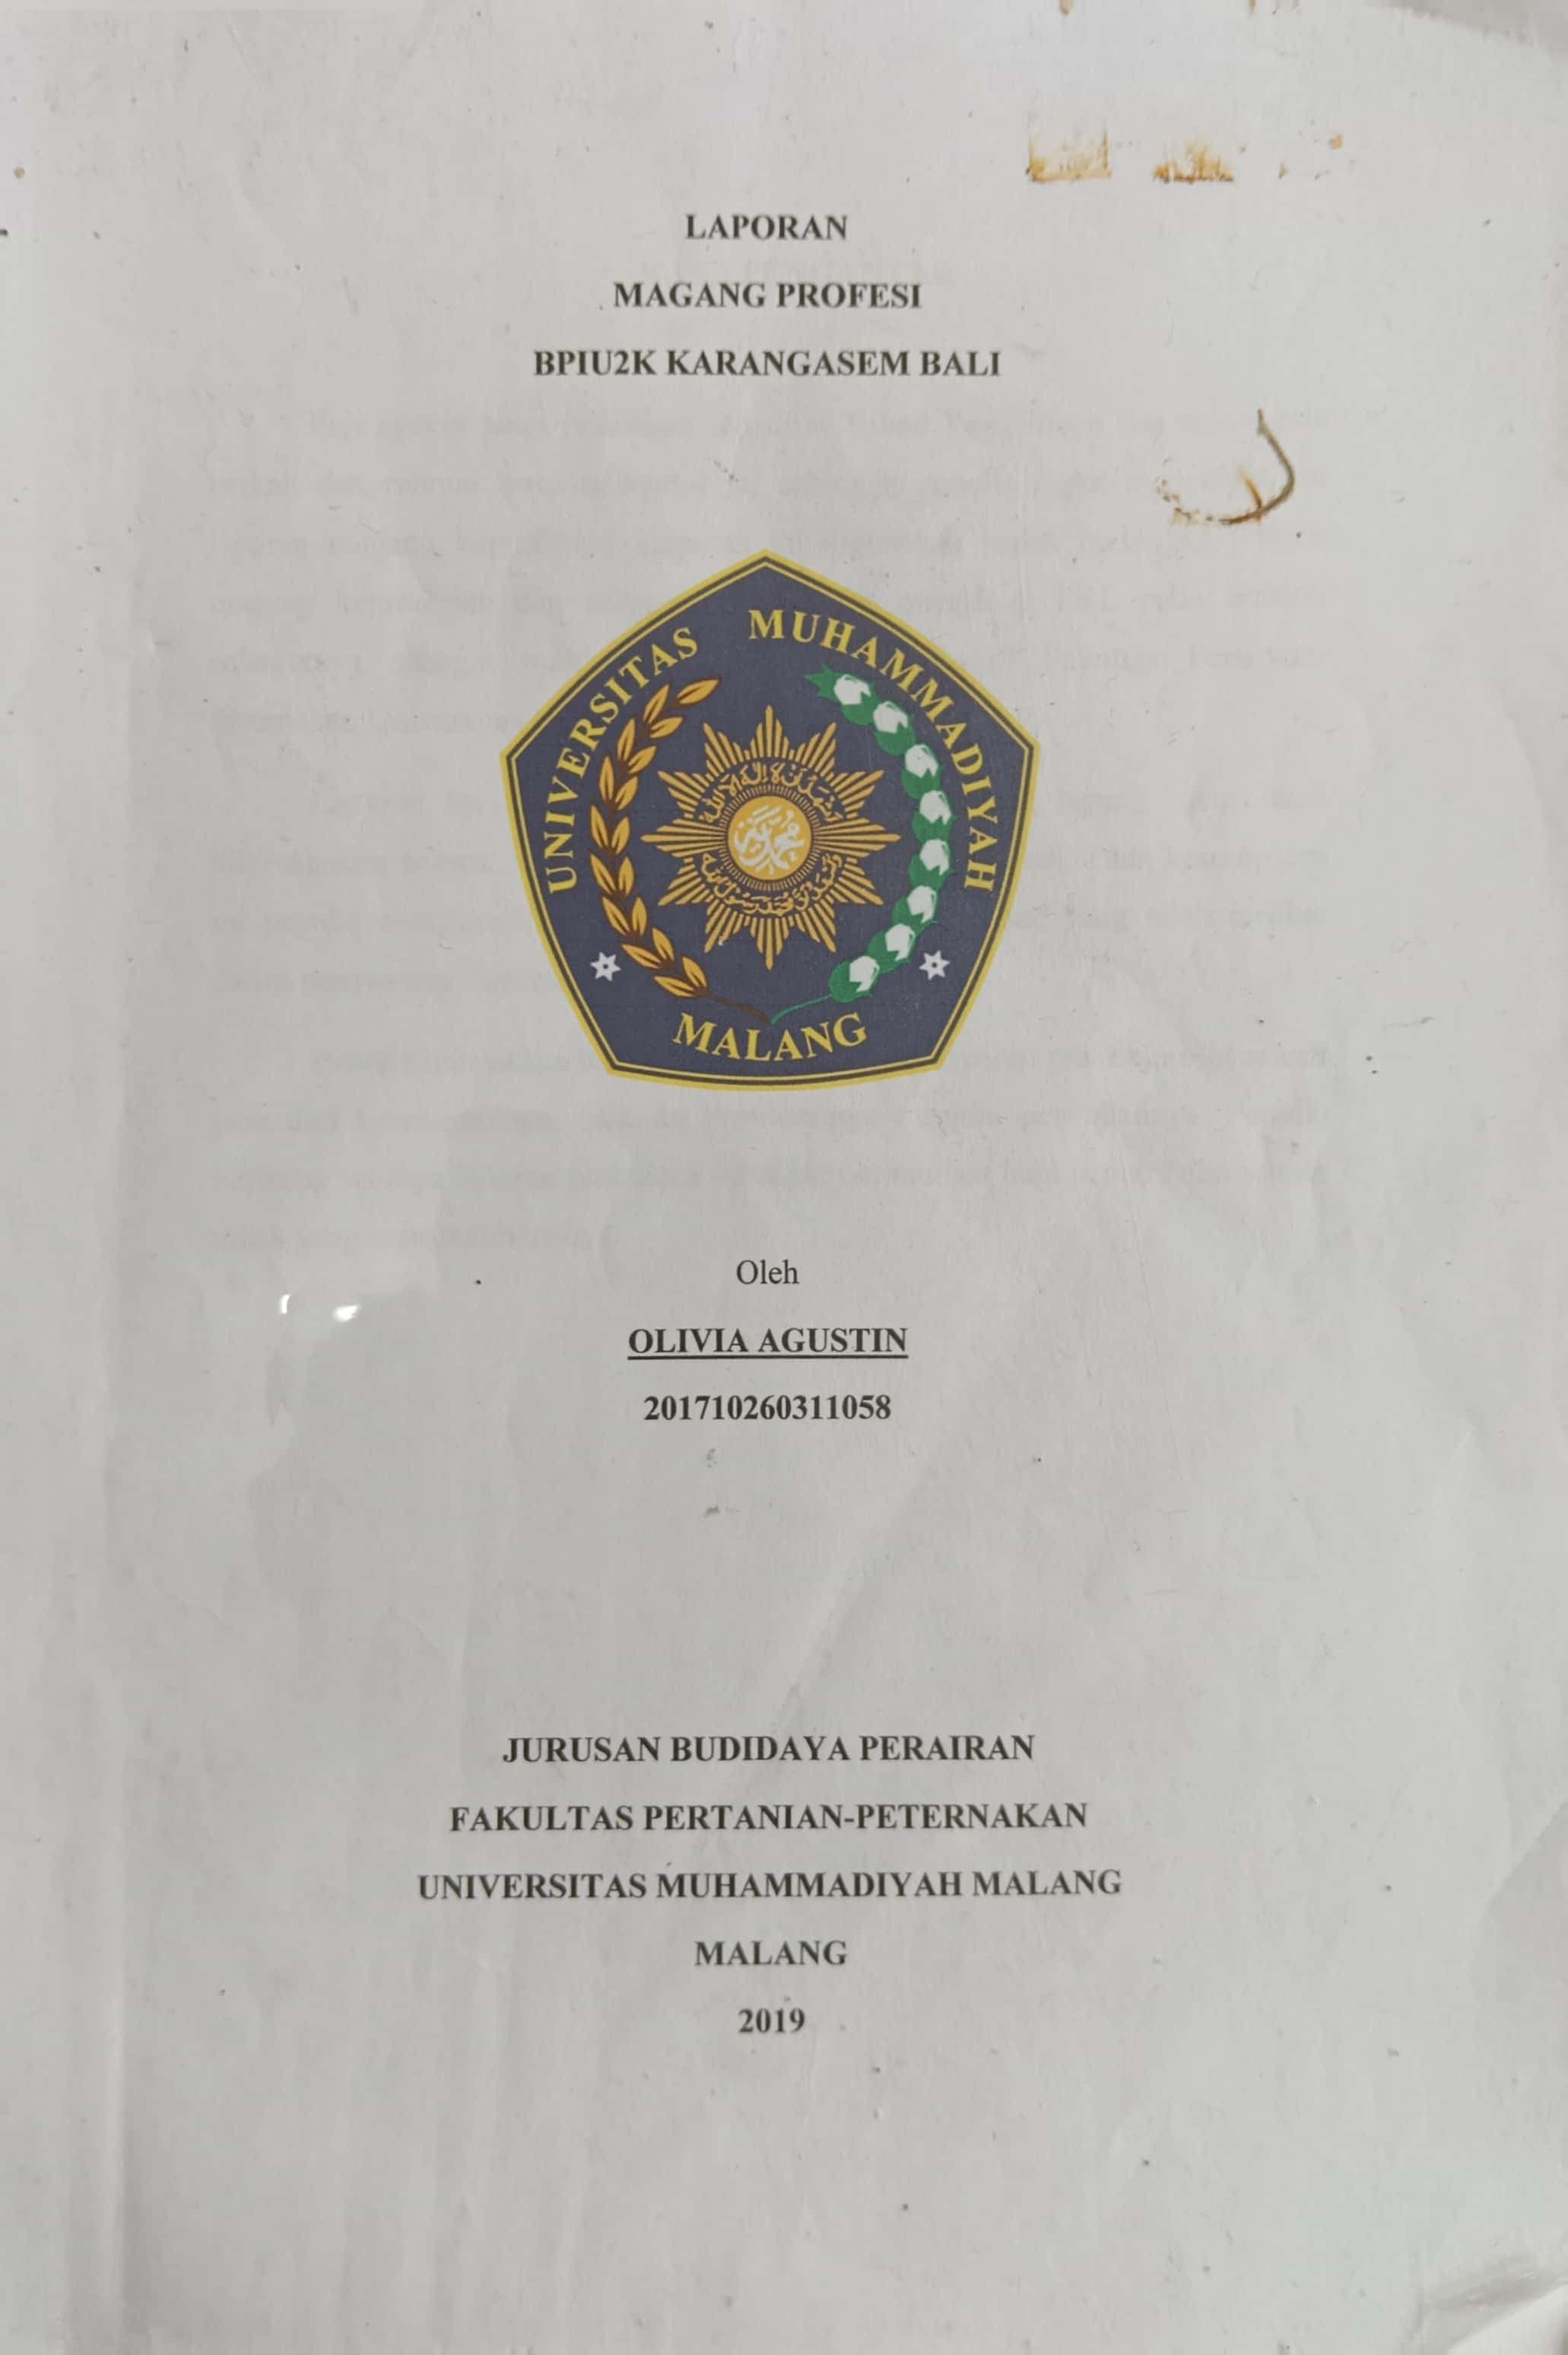 LAPORAN
MAGANG PROFESI
BPIU2K KARANGASEM BALI
UNIVERSITAS MUHAMMADIYAH
MALANG
Oleh
OLIVIA AGUSTIN
201710260311058
JURUSAN BUDIDAYA PERAIRAN
FAKULTAS PERTANIAN-PETERNAKAN
UNIVERSITAS MUHAMMADIYAH MALANG
MALANG
2019